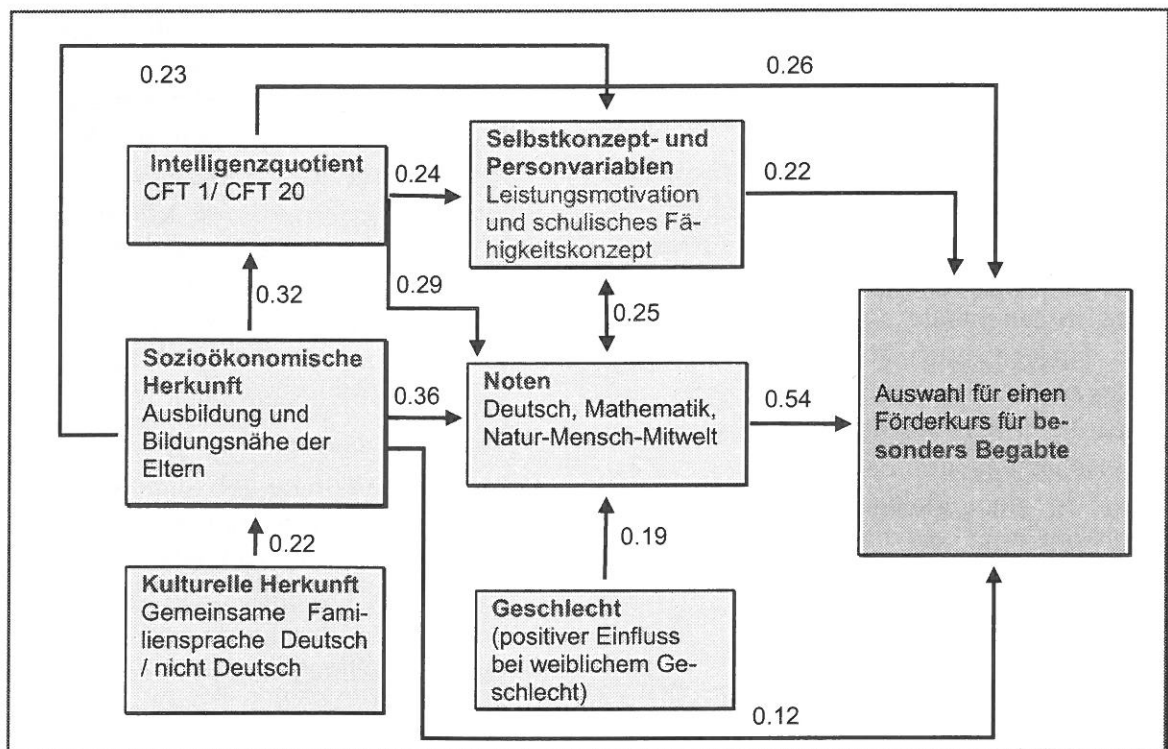 0.23
0.26
Intelligenzquotient
CFT 1/ CFT 20
0.24
Selbstkonzept- und
Personvariablen
Leistungsmotivation
und schulisches Fä-
higkeitskonzept
0.22
0.32
0.29
0.25
Sozioökonomische
Herkunft
Ausbildung und
Bildungsnähe der
Eltern
0.36
Noten
Deutsch, Mathematik,
Natur-Mensch-Mitwelt
0.54
Auswahl für einen
Förderkurs für be-
sonders Begabte
0.22
0.19
Kulturelle Herkunft
Gemeinsame Fami-
liensprache Deutsch
/ nicht Deutsch
Geschlecht
(positiver Einfluss
bei weiblichem Ge-
schlecht)
0.12